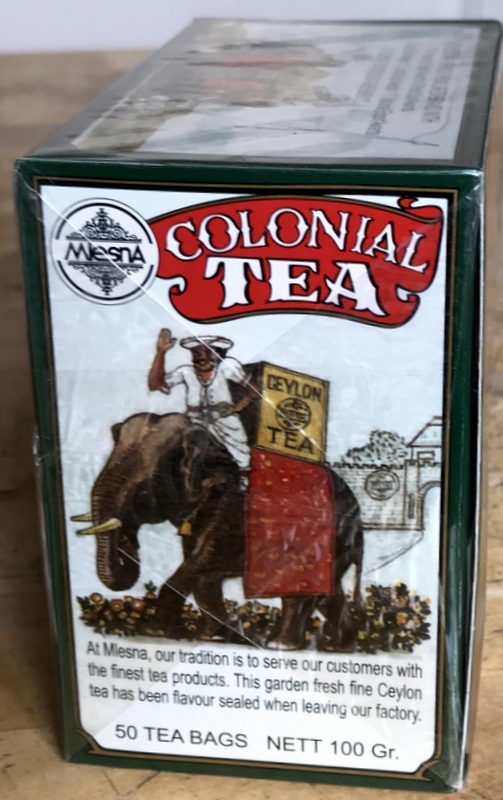 MlesnA
COLONIAL
TEA
CEYLON
TEA
At Mlesna, our tradition is to serve our customers with
the finest tea products. This garden fresh fine Ceylon
tea has been flavour sealed when leaving our factory.
50 TEA BAGS NETT 100 Gr.